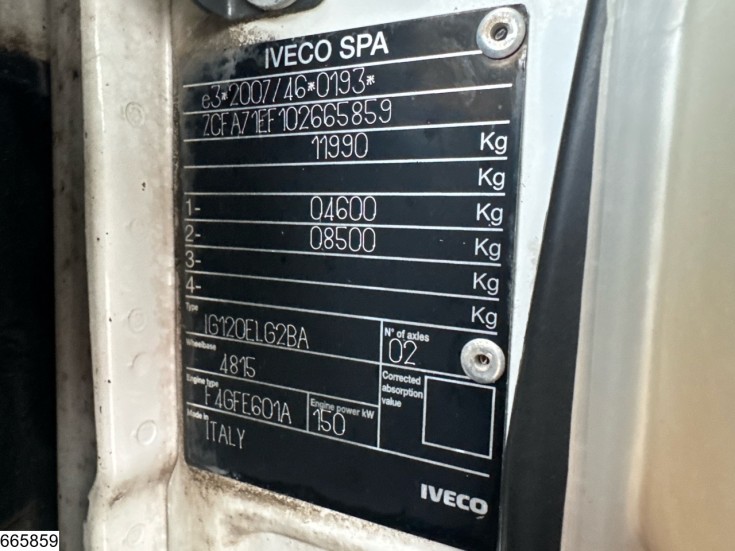 IVECO SPA
e3*2007/46*0193*
ZCFA71EF102665859
11990 Kg
Kg
1- 04600 Kg
2- 08500 Kg
3- Kg
4- Kg
Type IG120ELG2BA N° of axles 02
Wheelbase 4815 Corrected absorption value
Engine type F4GFE601A Engine power kW 150
Made in ITALY
IVECO
665859